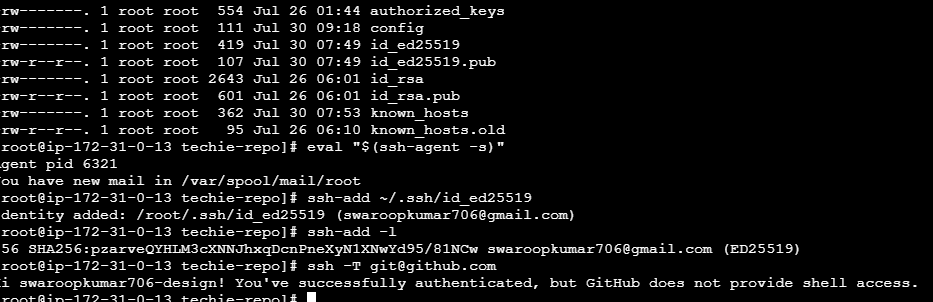 rw-------. 1 root root  554 Jul 26 01:44 authorized_keys
rw-------. 1 root root  111 Jul 30 09:18 config
rw-------. 1 root root  419 Jul 30 07:49 id_ed25519
rw-r--r--. 1 root root  107 Jul 30 07:49 id_ed25519.pub
rw-------. 1 root root 2643 Jul 26 06:01 id_rsa
rw-r--r--. 1 root root  601 Jul 26 06:01 id_rsa.pub
rw-------. 1 root root  362 Jul 30 07:53 known_hosts
rw-r--r--. 1 root root   95 Jul 26 06:10 known_hosts.old
root@ip-172-31-0-13 techie-repo]# eval "$(ssh-agent -s)"
gent pid 6321
ou have new mail in /var/spool/mail/root
root@ip-172-31-0-13 techie-repo]# ssh-add ~/.ssh/id_ed25519
dentity added: /root/.ssh/id_ed25519 (swaroopkumar706@gmail.com)
root@ip-172-31-0-13 techie-repo]# ssh-add -l
56 SHA256:pzarveQYHLM3cXNNJhxqDcnPneXyN1XNwYd95/81NCw swaroopkumar706@gmail.com (ED25519)
root@ip-172-31-0-13 techie-repo]# ssh -T git@github.com
i swaroopkumar706-design! You've successfully authenticated, but GitHub does not provide shell access.
root@ip-172-31-0-13 techie-repo]#